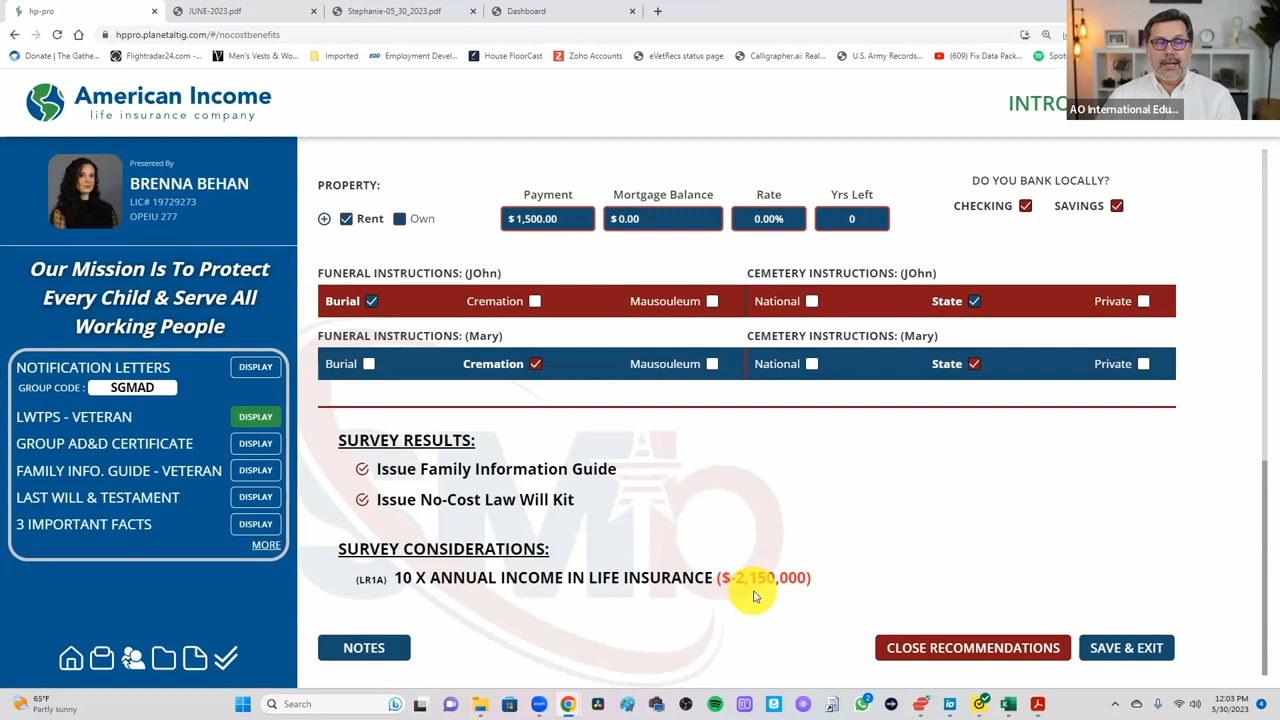 hp-pro
JUNE-2023.pdf
Stephanie-05_30_2023.pdf
Dashboard
hppro.planetaltig.com/#/nocostbenefits
Donate | The Gathe...
Flightradar24.com -...
Men's Vests & Wo...
Imported
EDD Employment Devel...
House FloorCast
Zoho Accounts
eVetRecs status page
Calligrapher.ai: Real...
U.S. Army Records...
(609) Fix Data Pack...
Spot
American Income
life insurance company
INTRO
AO International Edu...
Presented By
BRENNA BEHAN
LIC# 19729273
OPEIU 277
Our Mission Is To Protect
Every Child & Serve All
Working People
NOTIFICATION LETTERS DISPLAY
GROUP CODE : SGMAD
LWTPS - VETERAN DISPLAY
GROUP AD&D CERTIFICATE DISPLAY
FAMILY INFO. GUIDE - VETERAN DISPLAY
LAST WILL & TESTAMENT DISPLAY
3 IMPORTANT FACTS DISPLAY
MORE
PROPERTY:
Payment Mortgage Balance Rate Yrs Left
Rent Own $ 1,500.00 $ 0.00 0.00% 0
DO YOU BANK LOCALLY?
CHECKING SAVINGS
FUNERAL INSTRUCTIONS: (JOhn) CEMETERY INSTRUCTIONS: (JOhn)
Burial Cremation Mausouleum National State Private
FUNERAL INSTRUCTIONS: (Mary) CEMETERY INSTRUCTIONS: (Mary)
Burial Cremation Mausouleum National State Private
SURVEY RESULTS:
Issue Family Information Guide
Issue No-Cost Law Will Kit
SURVEY CONSIDERATIONS:
(LR1A) 10 X ANNUAL INCOME IN LIFE INSURANCE ($-2,150,000)
NOTES
CLOSE RECOMMENDATIONS
SAVE & EXIT
65°F
Partly sunny
Search
2
12:03 PM
5/30/2023
4